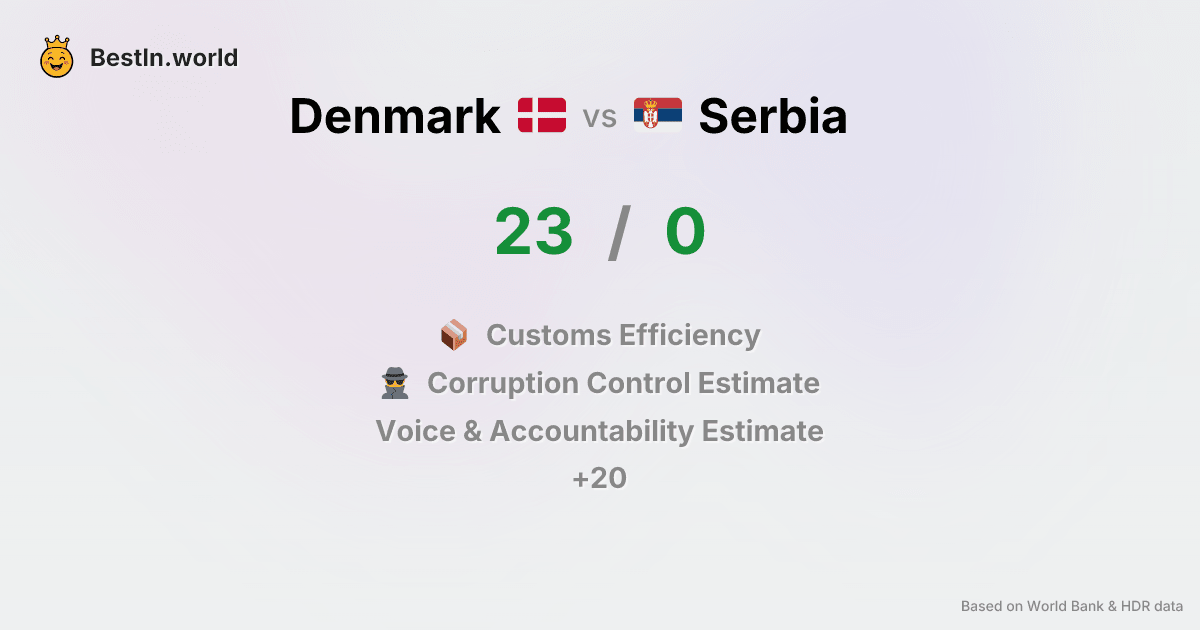 BestIn.world
Denmark vs Serbia
23 / 0
Customs Efficiency
Corruption Control Estimate
Voice & Accountability Estimate
+20
Based on World Bank & HDR data